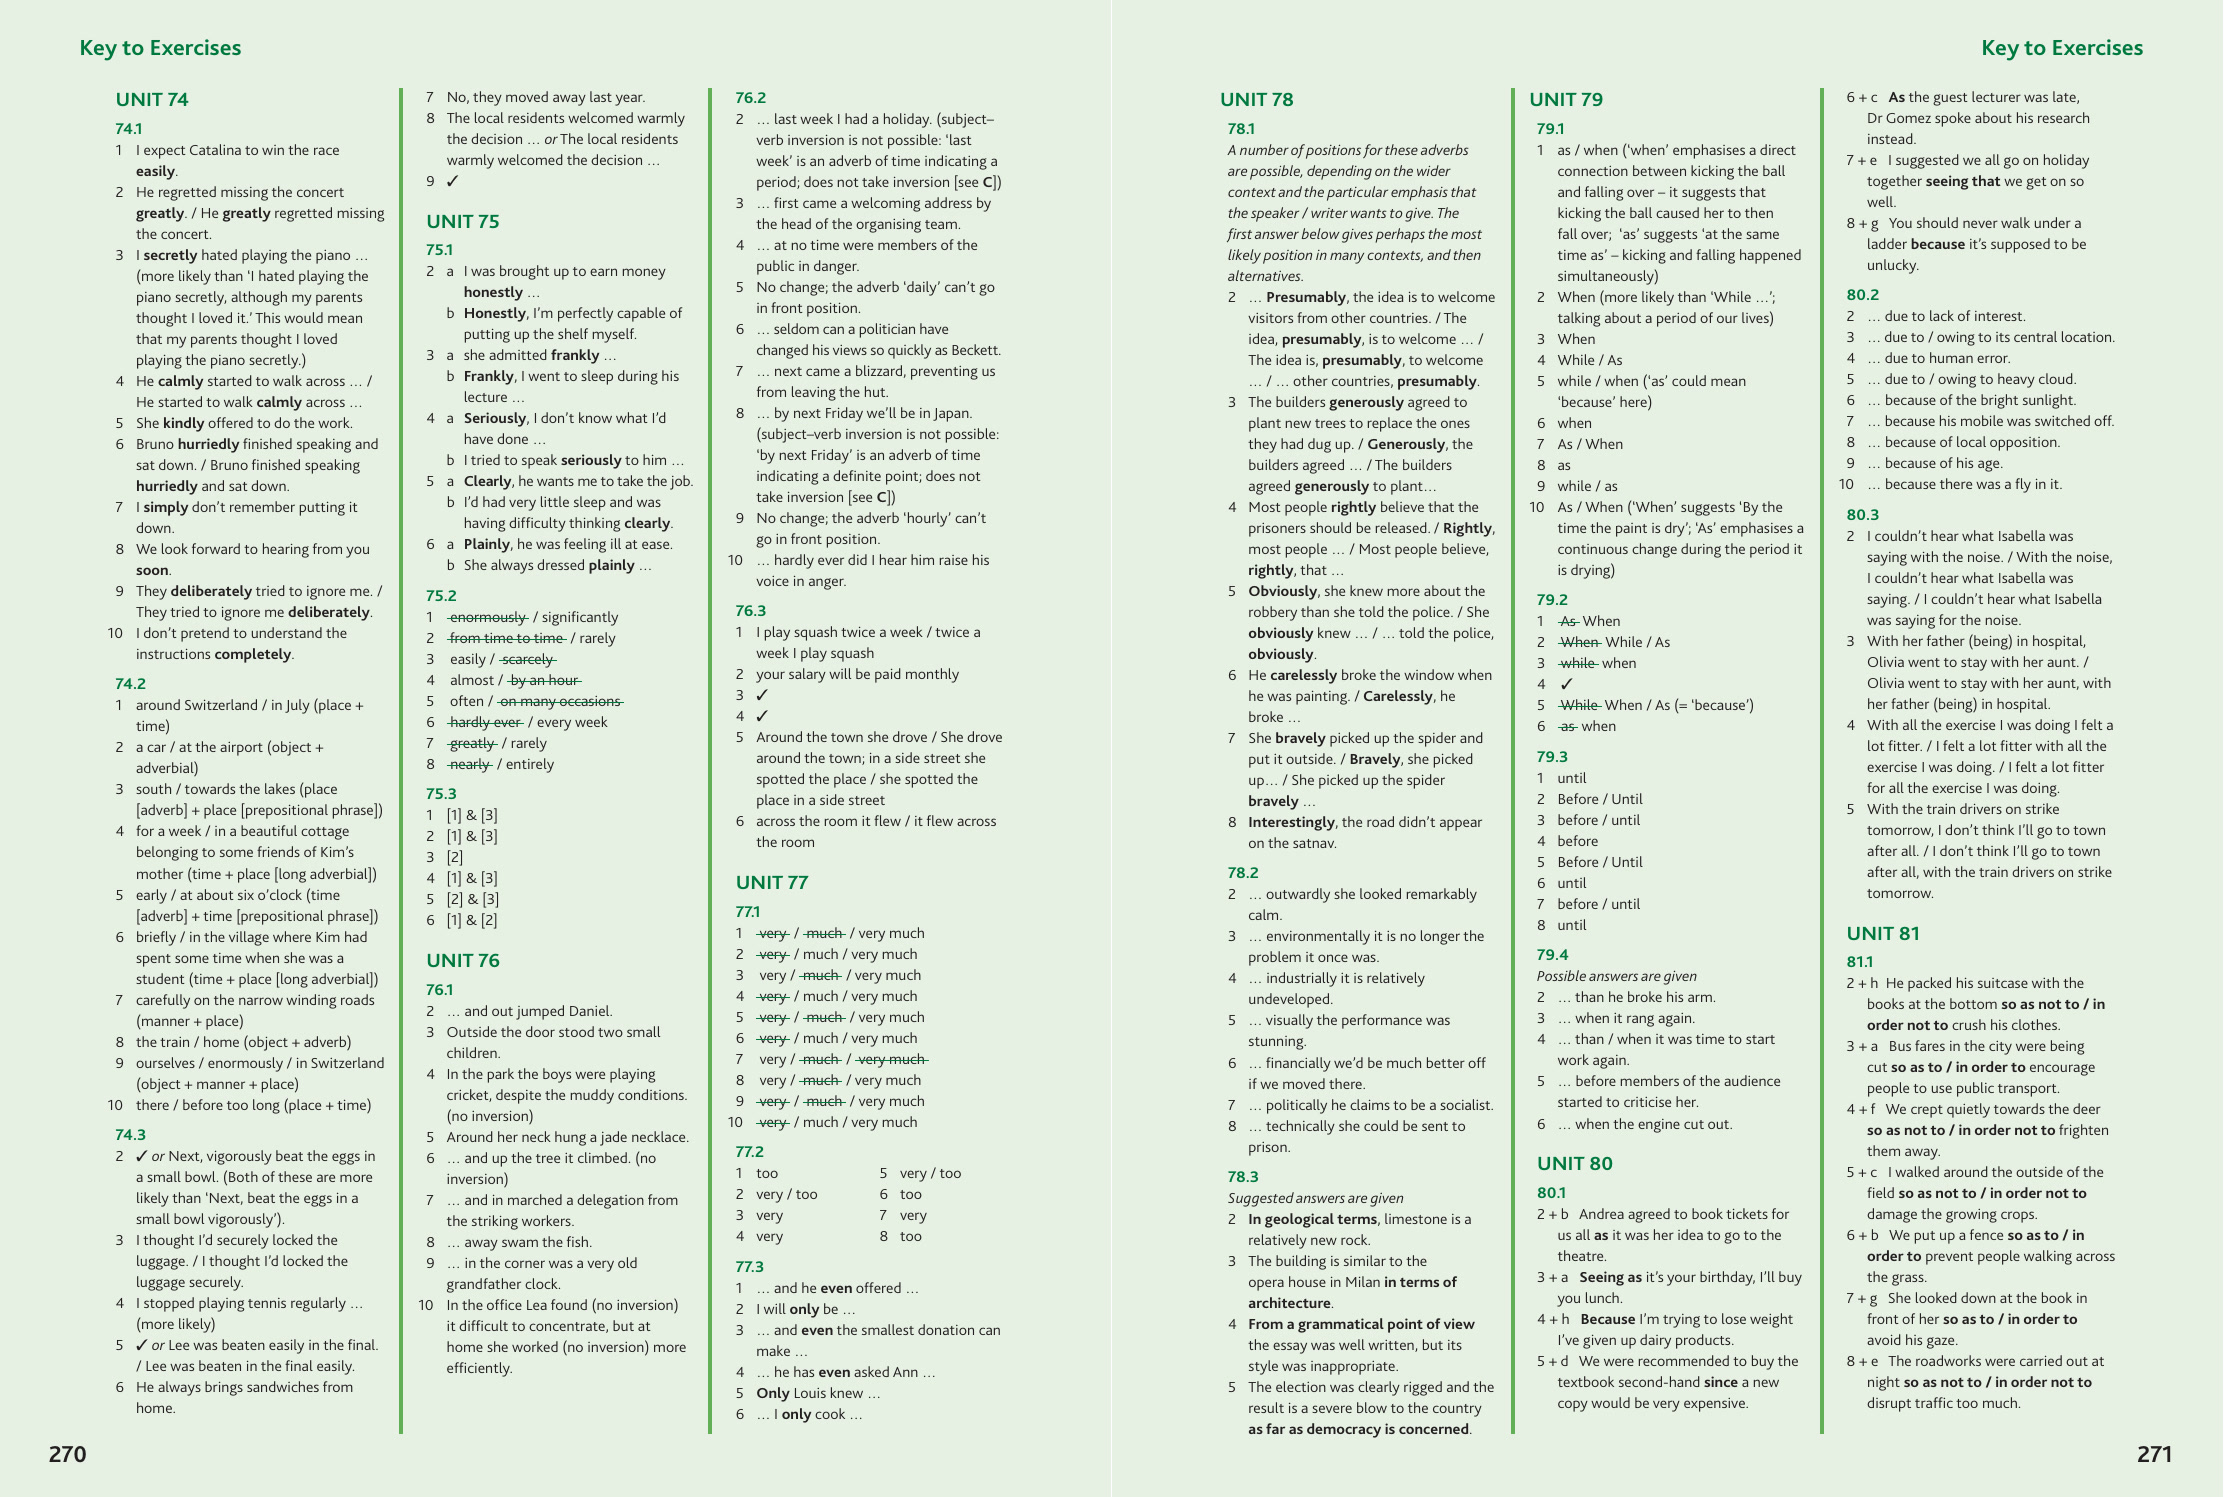 Key to Exercises
UNIT 74
74.1
1 I expect Catalina to win the race
easily.
2 He regretted missing the concert
greatly. / He greatly regretted missing
the concert.
3 I secretly hated playing the piano …
(more likely than ‘I hated playing the
piano secretly, although my parents
thought I loved it.’ This would mean
that my parents thought I loved
playing the piano secretly.)
4 He calmly started to walk across … /
He started to walk calmly across …
5 She kindly offered to do the work.
6 Bruno hurriedly finished speaking and
sat down. / Bruno finished speaking
hurriedly and sat down.
7 I simply don’t remember putting it
down.
8 We look forward to hearing from you
soon.
9 They deliberately tried to ignore me. /
They tried to ignore me deliberately.
10 I don’t pretend to understand the
instructions completely.
74.2
1 around Switzerland / in July (place +
time)
2 a car / at the airport (object +
adverbial)
3 south / towards the lakes (place
[adverb] + place [prepositional phrase])
4 for a week / in a beautiful cottage
belonging to some friends of Kim’s
mother (time + place [long adverbial])
5 early / at about six o’clock (time
[adverb] + time [prepositional phrase])
6 briefly / in the village where Kim had
spent some time when she was a
student (time + place [long adverbial])
7 carefully on the narrow winding roads
(manner + place)
8 the train / home (object + adverb)
9 ourselves / enormously / in Switzerland
(object + manner + place)
10 there / before too long (place + time)
74.3
2 ✓ or Next, vigorously beat the eggs in
a small bowl. (Both of these are more
likely than ‘Next, beat the eggs in a
small bowl vigorously’).
3 I thought I’d securely locked the
luggage. / I thought I’d locked the
luggage securely.
4 I stopped playing tennis regularly …
(more likely)
5 ✓ or Lee was beaten easily in the final.
/ Lee was beaten in the final easily.
6 He always brings sandwiches from
home.
7 No, they moved away last year.
8 The local residents welcomed warmly
the decision … or The local residents
warmly welcomed the decision …
9 ✓
UNIT 75
75.1
2 a I was brought up to earn money
honestly …
b Honestly, I’m perfectly capable of
putting up the shelf myself.
3 a she admitted frankly …
b Frankly, I went to sleep during his
lecture …
4 a Seriously, I don’t know what I’d
have done …
b I tried to speak seriously to him …
5 a Clearly, he wants me to take the job.
b I’d had very little sleep and was
having difficulty thinking clearly.
6 a Plainly, he was feeling ill at ease.
b She always dressed plainly …
75.2
1 enormously / significantly
2 from time to time / rarely
3 easily / scarcely
4 almost / by an hour
5 often / on many occasions
6 hardly ever / every week
7 greatly / rarely
8 nearly / entirely
75.3
1 [1] & [3]
2 [1] & [3]
3 [2]
4 [1] & [3]
5 [2] & [3]
6 [1] & [2]
UNIT 76
76.1
2 … and out jumped Daniel.
3 Outside the door stood two small
children.
4 In the park the boys were playing
cricket, despite the muddy conditions.
(no inversion)
5 Around her neck hung a jade necklace.
6 … and up the tree it climbed. (no
inversion)
7 … and in marched a delegation from
the striking workers.
8 … away swam the fish.
9 … in the corner was a very old
grandfather clock.
10 In the office Lea found (no inversion)
it difficult to concentrate, but at
home she worked (no inversion) more
efficiently.
76.2
2 … last week I had a holiday. (subject–
verb inversion is not possible: ‘last
week’ is an adverb of time indicating a
period; does not take inversion [see C])
3 … first came a welcoming address by
the head of the organising team.
4 … at no time were members of the
public in danger.
5 No change; the adverb ‘daily’ can’t go
in front position.
6 … seldom can a politician have
changed his views so quickly as Beckett.
7 … next came a blizzard, preventing us
from leaving the hut.
8 … by next Friday we’ll be in Japan.
(subject–verb inversion is not possible:
‘by next Friday’ is an adverb of time
indicating a definite point; does not
take inversion [see C])
9 No change; the adverb ‘hourly’ can’t
go in front position.
10 … hardly ever did I hear him raise his
voice in anger.
76.3
1 I play squash twice a week / twice a
week I play squash
2 your salary will be paid monthly
3 ✓
4 ✓
5 Around the town she drove / She drove
around the town; in a side street she
spotted the place / she spotted the
place in a side street
6 across the room it flew / it flew across
the room
UNIT 77
77.1
1 very / much / very much
2 very / much / very much
3 very / much / very much
4 very / much / very much
5 very / much / very much
6 very / much / very much
7 very / much / very much
8 very / much / very much
9 very / much / very much
10 very / much / very much
77.2
1 too 5 very / too
2 very / too 6 too
3 very 7 very
4 very 8 too
77.3
1 … and he even offered …
2 I will only be …
3 … and even the smallest donation can
make …
4 … he has even asked Ann …
5 Only Louis knew …
6 … I only cook …
270
Key to Exercises
UNIT 78
78.1
A number of positions for these adverbs
are possible, depending on the wider
context and the particular emphasis that
the speaker / writer wants to give. The
first answer below gives perhaps the most
likely position in many contexts, and then
alternatives.
2 … Presumably, the idea is to welcome
visitors from other countries. / The
idea, presumably, is to welcome … /
The idea is, presumably, to welcome
… / … other countries, presumably.
3 The builders generously agreed to
plant new trees to replace the ones
they had dug up. / Generously, the
builders agreed … / The builders
agreed generously to plant…
4 Most people rightly believe that the
prisoners should be released. / Rightly,
most people … / Most people believe,
rightly, that …
5 Obviously, she knew more about the
robbery than she told the police. / She
obviously knew … / … told the police,
obviously.
6 He carelessly broke the window when
he was painting. / Carelessly, he
broke …
7 She bravely picked up the spider and
put it outside. / Bravely, she picked
up… / She picked up the spider
bravely …
8 Interestingly, the road didn’t appear
on the satnav.
78.2
2 … outwardly she looked remarkably
calm.
3 … environmentally it is no longer the
problem it once was.
4 … industrially it is relatively
undeveloped.
5 … visually the performance was
stunning.
6 … financially we’d be much better off
if we moved there.
7 … politically he claims to be a socialist.
8 … technically she could be sent to
prison.
78.3
Suggested answers are given
2 In geological terms, limestone is a
relatively new rock.
3 The building is similar to the
opera house in Milan in terms of
architecture.
4 From a grammatical point of view
the essay was well written, but its
style was inappropriate.
5 The election was clearly rigged and the
result is a severe blow to the country
as far as democracy is concerned.
UNIT 79
79.1
1 as / when (‘when’ emphasises a direct
connection between kicking the ball
and falling over – it suggests that
kicking the ball caused her to then
fall over; ‘as’ suggests ‘at the same
time as’ – kicking and falling happened
simultaneously)
2 When (more likely than ‘While …’;
talking about a period of our lives)
3 When
4 While / As
5 while / when (‘as’ could mean
‘because’ here)
6 when
7 As / When
8 as
9 while / as
10 As / When (‘When’ suggests ‘By the
time the paint is dry’; ‘As’ emphasises a
continuous change during the period it
is drying)
79.2
1 As When
2 When While / As
3 while when
4 ✓
5 While When / As (= ‘because’)
6 as when
79.3
1 until
2 Before / Until
3 before / until
4 before
5 Before / Until
6 until
7 before / until
8 until
79.4
Possible answers are given
2 … than he broke his arm.
3 … when it rang again.
4 … than / when it was time to start
work again.
5 … before members of the audience
started to criticise her.
6 … when the engine cut out.
UNIT 80
80.1
2 + b Andrea agreed to book tickets for
us all as it was her idea to go to the
theatre.
3 + a Seeing as it’s your birthday, I’ll buy
you lunch.
4 + h Because I’m trying to lose weight
I’ve given up dairy products.
5 + d We were recommended to buy the
textbook second-hand since a new
copy would be very expensive.
6 + c As the guest lecturer was late,
Dr Gomez spoke about his research
instead.
7 + e I suggested we all go on holiday
together seeing that we get on so
well.
8 + g You should never walk under a
ladder because it’s supposed to be
unlucky.
80.2
2 … due to lack of interest.
3 … due to / owing to its central location.
4 … due to human error.
5 … due to / owing to heavy cloud.
6 … because of the bright sunlight.
7 … because his mobile was switched off.
8 … because of local opposition.
9 … because of his age.
10 … because there was a fly in it.
80.3
2 I couldn’t hear what Isabella was
saying with the noise. / With the noise,
I couldn’t hear what Isabella was
saying. / I couldn’t hear what Isabella
was saying for the noise.
3 With her father (being) in hospital,
Olivia went to stay with her aunt. /
Olivia went to stay with her aunt, with
her father (being) in hospital.
4 With all the exercise I was doing I felt a
lot fitter. / I felt a lot fitter with all the
exercise I was doing. / I felt a lot fitter
for all the exercise I was doing.
5 With the train drivers on strike
tomorrow, I don’t think I’ll go to town
after all. / I don’t think I’ll go to town
after all, with the train drivers on strike
tomorrow.
UNIT 81
81.1
2 + h He packed his suitcase with the
books at the bottom so as not to / in
order not to crush his clothes.
3 + a Bus fares in the city were being
cut so as to / in order to encourage
people to use public transport.
4 + f We crept quietly towards the deer
so as not to / in order not to frighten
them away.
5 + c I walked around the outside of the
field so as not to / in order not to
damage the growing crops.
6 + b We put up a fence so as to / in
order to prevent people walking across
the grass.
7 + g She looked down at the book in
front of her so as to / in order to
avoid his gaze.
8 + e The roadworks were carried out at
night so as not to / in order not to
disrupt traffic too much.
271